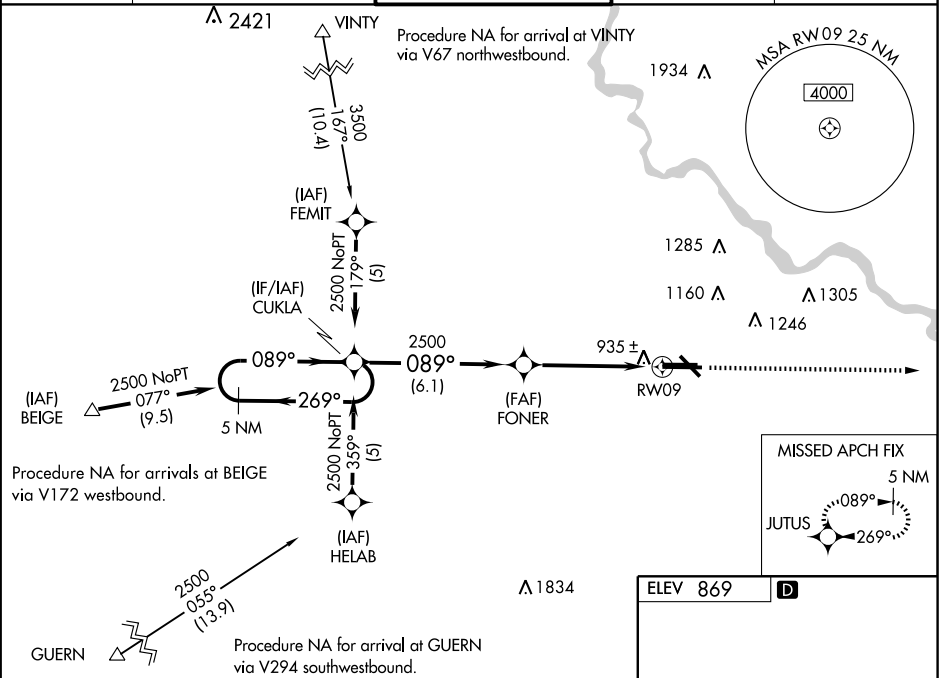 2421
VINTY
Procedure NA for arrival at VINTY
via V67 northwestbound.
1934
MSA RW09 25 NM
4000
3500
167°
(10.4)
(IAF)
FEMIT
2500 NoPT
179°
(5)
1285
1160
1305
1246
(IF/IAF)
CUKLA
089°
2500
089°
(6.1)
935 ±
RW09
(FAF)
FONER
2500 NoPT
077°
(9.5)
(IAF)
BEIGE
269°
5 NM
2500 NoPT
359°
(5)
Procedure NA for arrivals at BEIGE
via V172 westbound.
(IAF)
HELAB
MISSED APCH FIX
5 NM
089°
JUTUS
269°
2500
055°
(13.9)
1834
ELEV 869
D
GUERN
Procedure NA for arrival at GUERN
via V294 southwestbound.